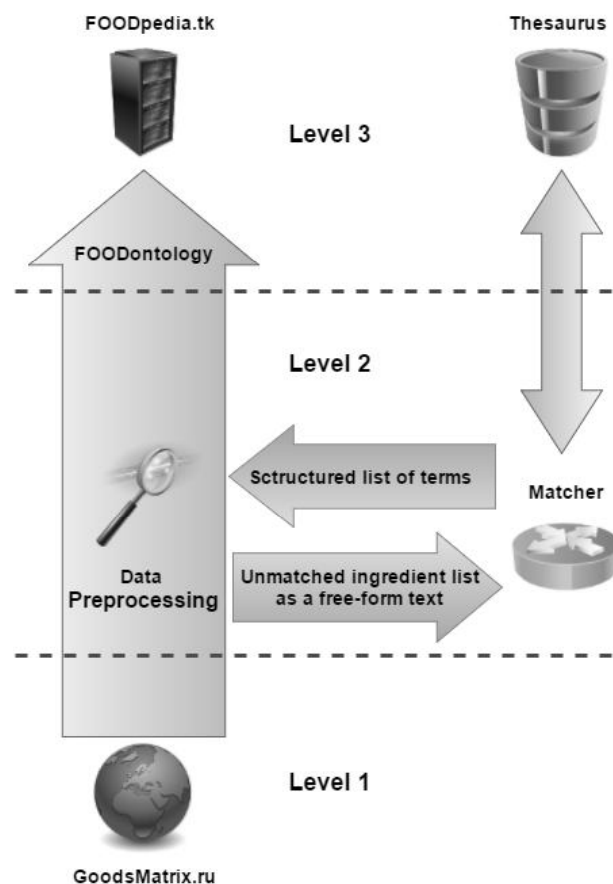 FOODpedia.tk
Thesaurus
Level 3
FOODontology
Level 2
Sctructured list of terms
Matcher
Data
Preprocessing
Unmatched ingredient list
as a free-form text
Level 1
GoodsMatrix.ru